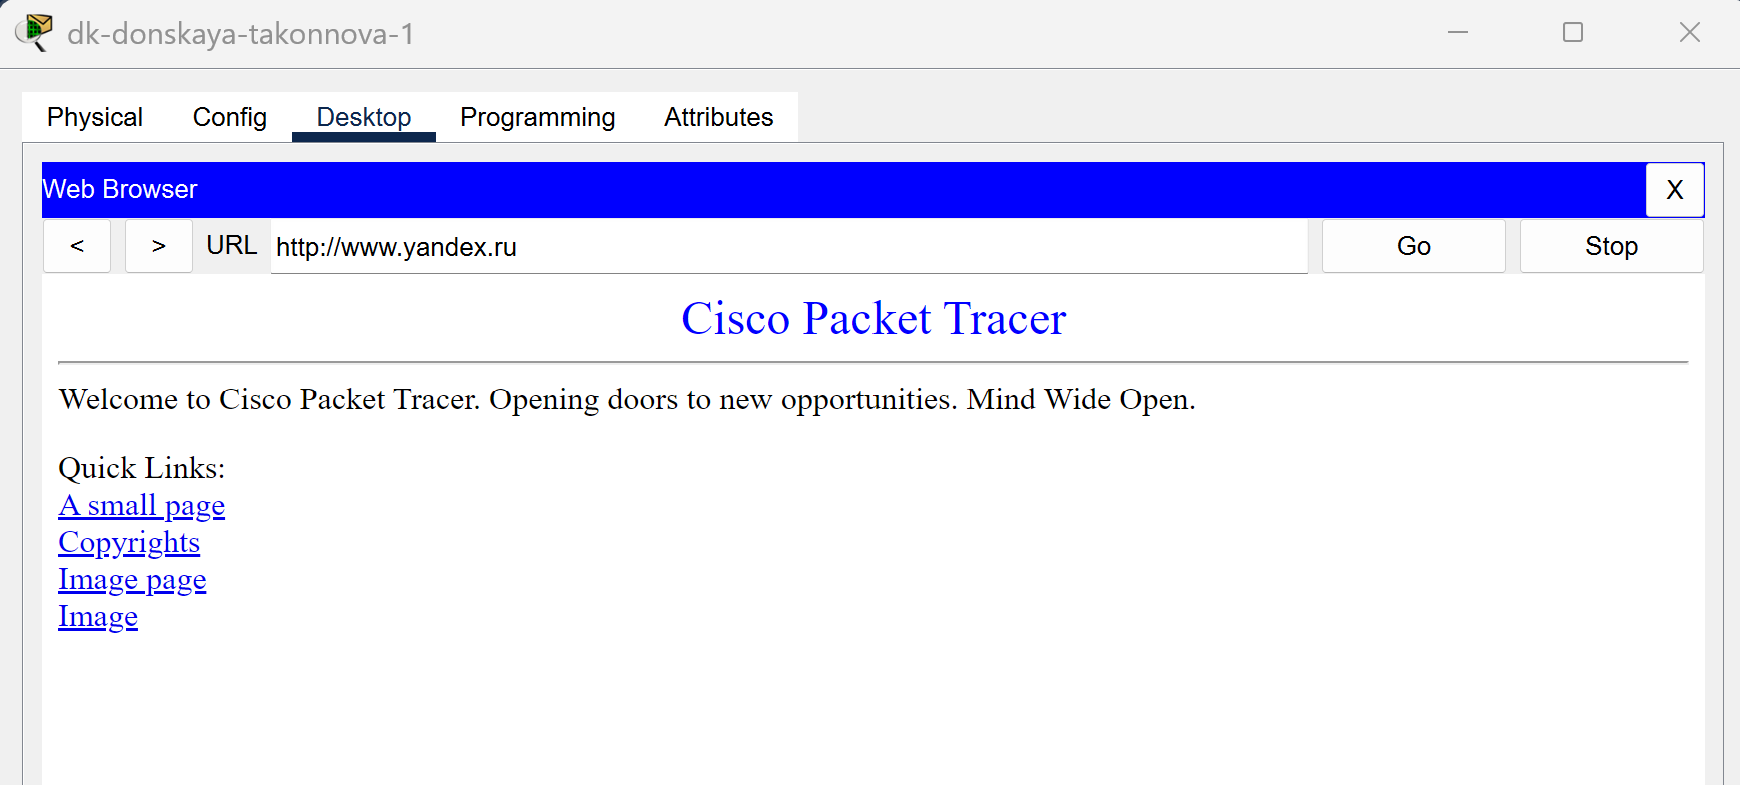 dk-donskaya-takonnova-1
Physical Config Desktop Programming Attributes
Web Browser X
< > URL http://www.yandex.ru Go Stop
Cisco Packet Tracer
Welcome to Cisco Packet Tracer. Opening doors to new opportunities. Mind Wide Open.
Quick Links:
A small page
Copyrights
Image page
Image